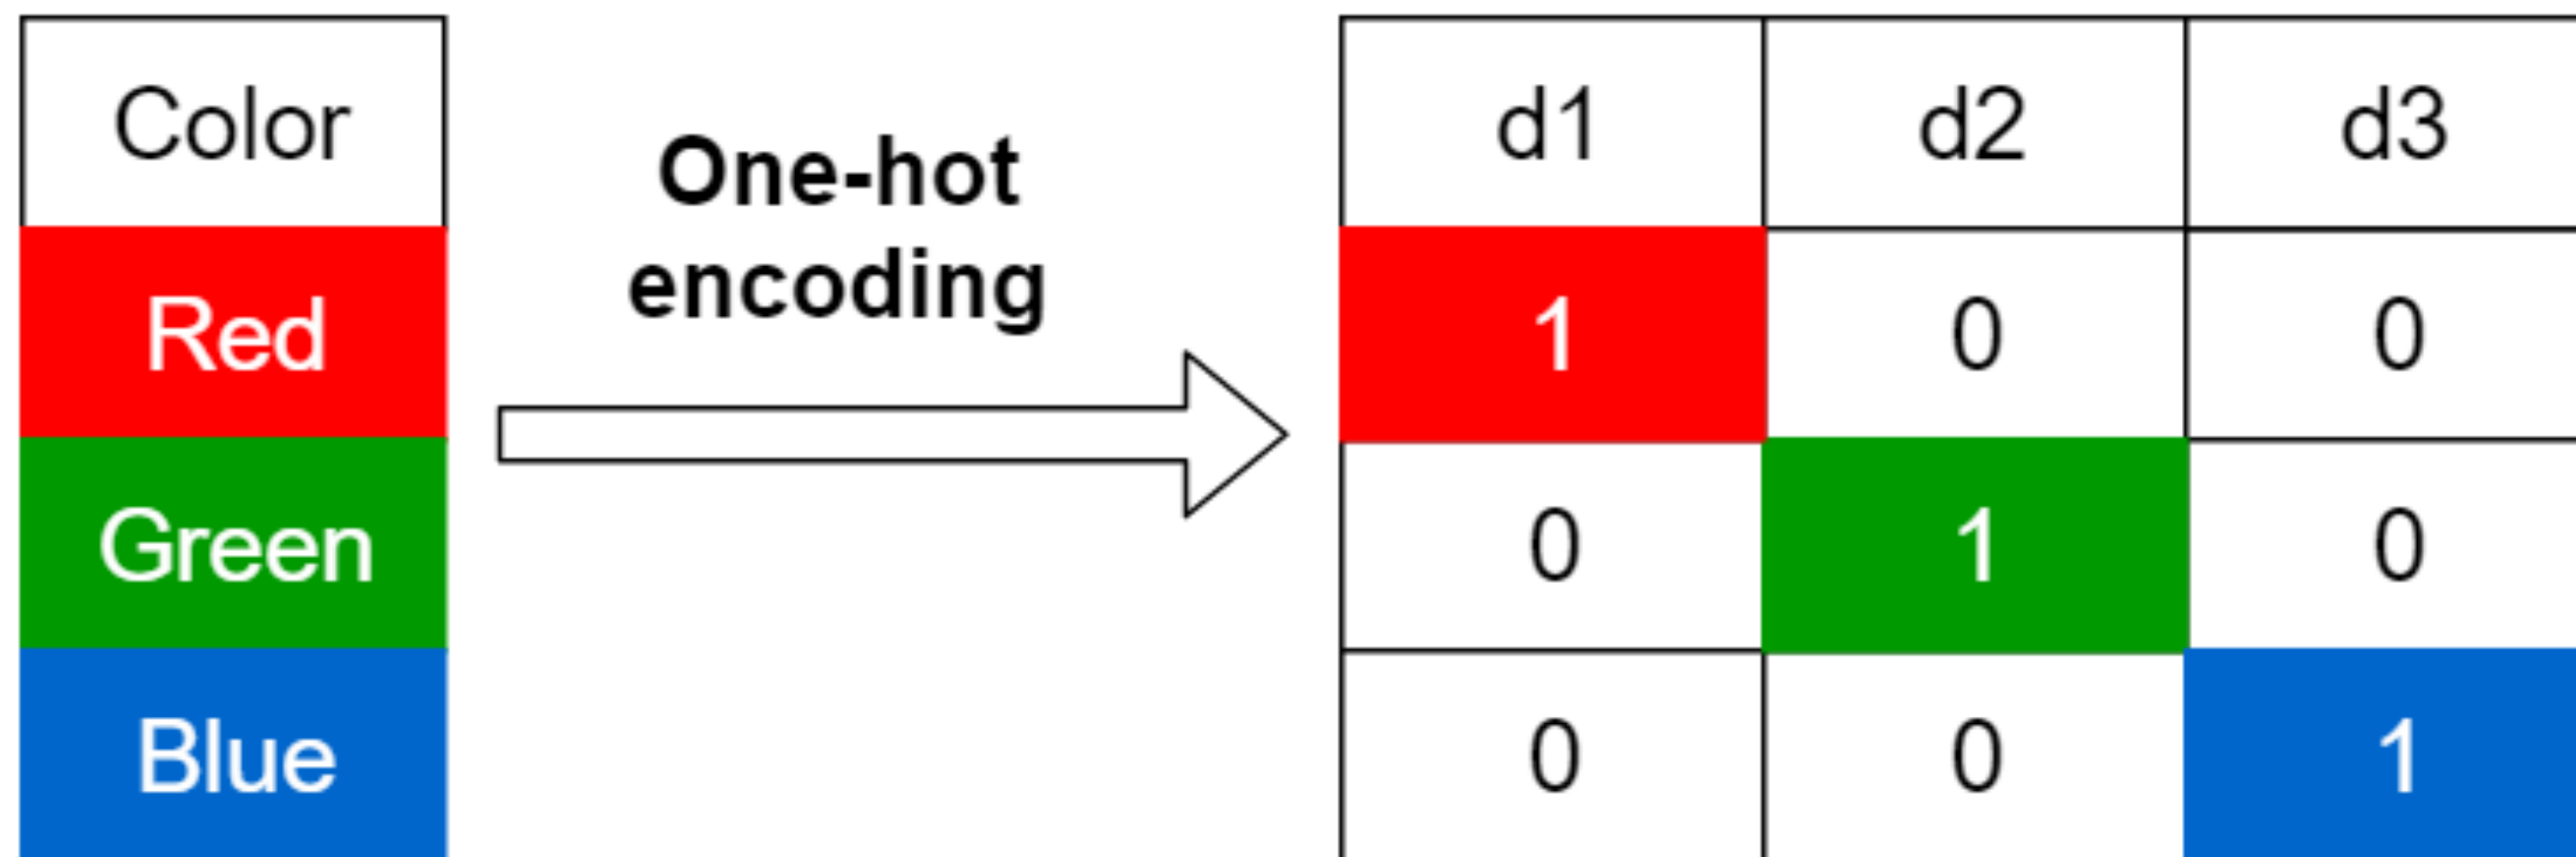 Color
Red
Green
Blue
One-hot
encoding
d1 d2 d3
1 0 0
0 1 0
0 0 1